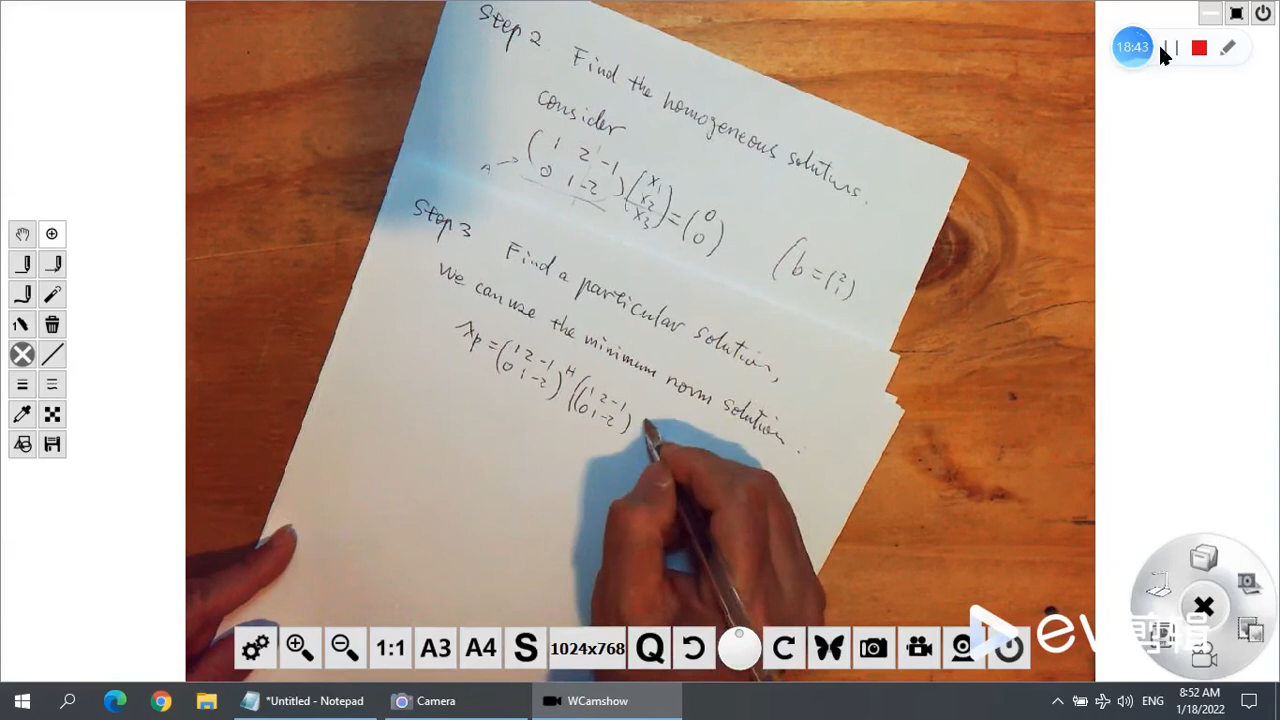 Step 2. Find the homogeneous solutions.
consider
A → ( 1 2 -1 ; 0 1 -2 ) ( x1 ; x2 ; x3 ) = ( 0 ; 0 )
( b = ( 2 ; 1 )
Step 3 Find a particular solution,
We can use the minimum norm solution.
xp = ( 1 2 -1 ; 0 1 -2 )^H ( ( 1 2 -1 ; 0 1 -2 )
18:43
1:1 A3 A4 S 1024x768 Q
*Untitled - Notepad
Camera
WCamshow
ENG
8:52 AM
1/18/2022